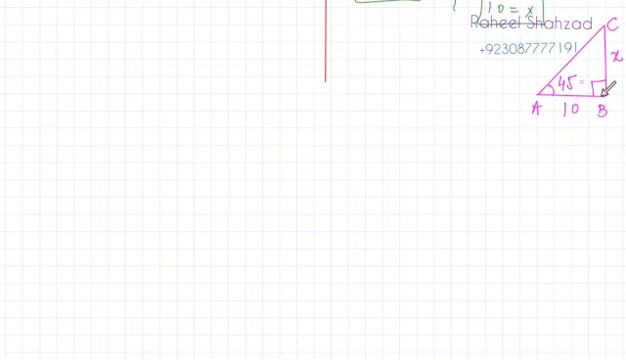 10 = x
Raheel Shahzad
+923087777191
C
x
45°
A 10 B